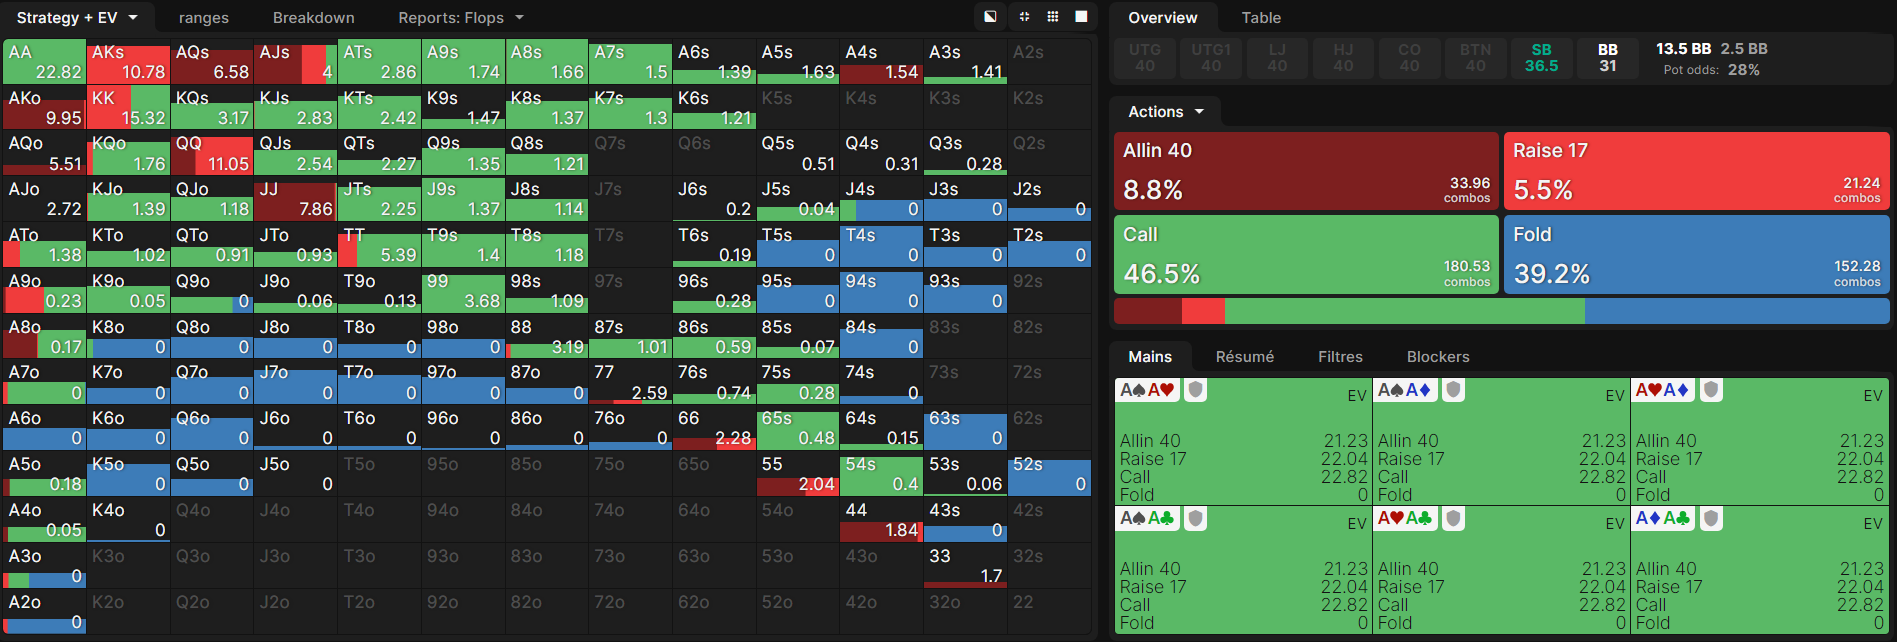 Strategy + EV ranges Breakdown Reports: Flops
AA AKs AQs AJs ATs A9s A8s A7s A6s A5s A4s A3s A2s
22.82 10.78 6.58 4 2.86 1.74 1.66 1.5 1.39 1.63 1.54 1.41
AKo KK KQs KJs KTs K9s K8s K7s K6s K5s K4s K3s K2s
9.95 15.32 3.17 2.83 2.42 1.47 1.37 1.3 1.21
AQo KQo QQ QJs QTs Q9s Q8s Q7s Q6s Q5s Q4s Q3s Q2s
5.51 1.76 11.05 2.54 2.27 1.35 1.21 0.51 0.31 0.28
AJo KJo QJo JJ JTs J9s J8s J7s J6s J5s J4s J3s J2s
2.72 1.39 1.18 7.86 2.25 1.37 1.14 0.2 0.04 0 0 0
ATo KTo QTo JTo TT T9s T8s T7s T6s T5s T4s T3s T2s
1.38 1.02 0.91 0.93 5.39 1.4 1.18 0.19 0 0 0 0
A9o K9o Q9o J9o T9o 99 98s 97s 96s 95s 94s 93s 92s
0.23 0.05 0 0.06 0.13 3.68 1.09 0.28 0 0 0
A8o K8o Q8o J8o T8o 98o 88 87s 86s 85s 84s 83s 82s
0.17 0 0 0 0 0 3.19 1.01 0.59 0.07 0
A7o K7o Q7o J7o T7o 97o 87o 77 76s 75s 74s 73s 72s
0 0 0 0 0 0 0 2.59 0.74 0.28 0
A6o K6o Q6o J6o T6o 96o 86o 76o 66 65s 64s 63s 62s
0 0 0 0 0 0 0 0 2.28 0.48 0.15 0
A5o K5o Q5o J5o T5o 95o 85o 75o 65o 55 54s 53s 52s
0.18 0 0 0 2.04 0.4 0.06 0
A4o K4o Q4o J4o T4o 94o 84o 74o 64o 54o 44 43s 42s
0.05 0 1.84 0
A3o K3o Q3o J3o T3o 93o 83o 73o 63o 53o 43o 33 32s
0 1.7
A2o K2o Q2o J2o T2o 92o 82o 72o 62o 52o 42o 32o 22
0
Overview Table
UTG UTG1 LJ HJ CO BTN SB BB 13.5 BB 2.5 BB
40 40 40 40 40 40 36.5 31 Pot odds: 28%
Actions
Allin 40 Raise 17
8.8% 33.96 combos 5.5% 21.24 combos
Call Fold
46.5% 180.53 combos 39.2% 152.28 combos
Mains Résumé Filtres Blockers
A♠A♥ EV A♠A♦ EV A♥A♦ EV
Allin 40 21.23 Allin 40 21.23 Allin 40 21.23
Raise 17 22.04 Raise 17 22.04 Raise 17 22.04
Call 22.82 Call 22.82 Call 22.82
Fold 0 Fold 0 Fold 0
A♠A♣ EV A♥A♣ EV A♦A♣ EV
Allin 40 21.23 Allin 40 21.23 Allin 40 21.23
Raise 17 22.04 Raise 17 22.04 Raise 17 22.04
Call 22.82 Call 22.82 Call 22.82
Fold 0 Fold 0 Fold 0